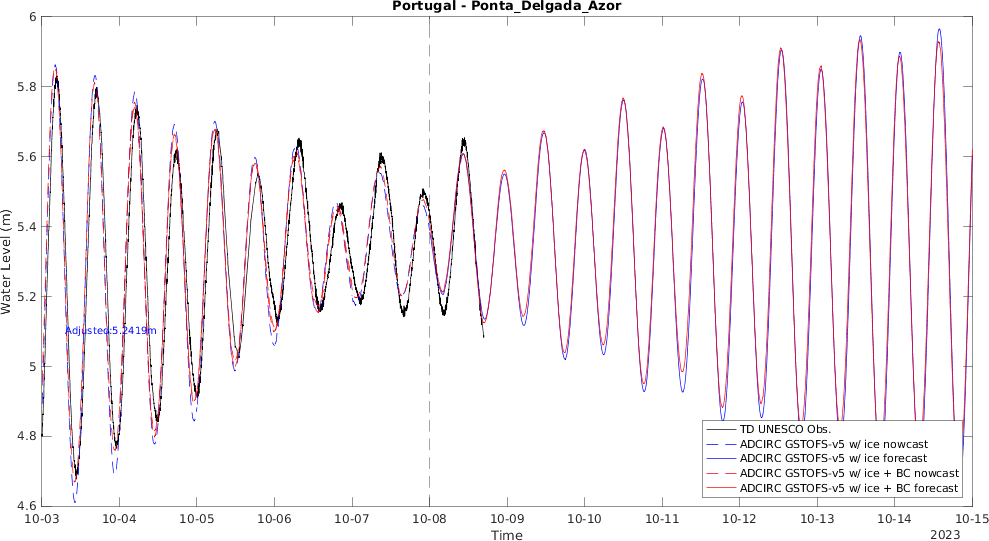 Portugal - Ponta_Delgada_Azor
6
5.8
5.6
5.4
5.2
5
4.8
4.6
Water Level (m)
Adjusted:5.2419m
TD UNESCO Obs.
ADCIRC GSTOFS-v5 w/ ice nowcast
ADCIRC GSTOFS-v5 w/ ice forecast
ADCIRC GSTOFS-v5 w/ ice + BC nowcast
ADCIRC GSTOFS-v5 w/ ice + BC forecast
10-03 10-04 10-05 10-06 10-07 10-08 10-09 10-10 10-11 10-12 10-13 10-14 10-15
Time
2023